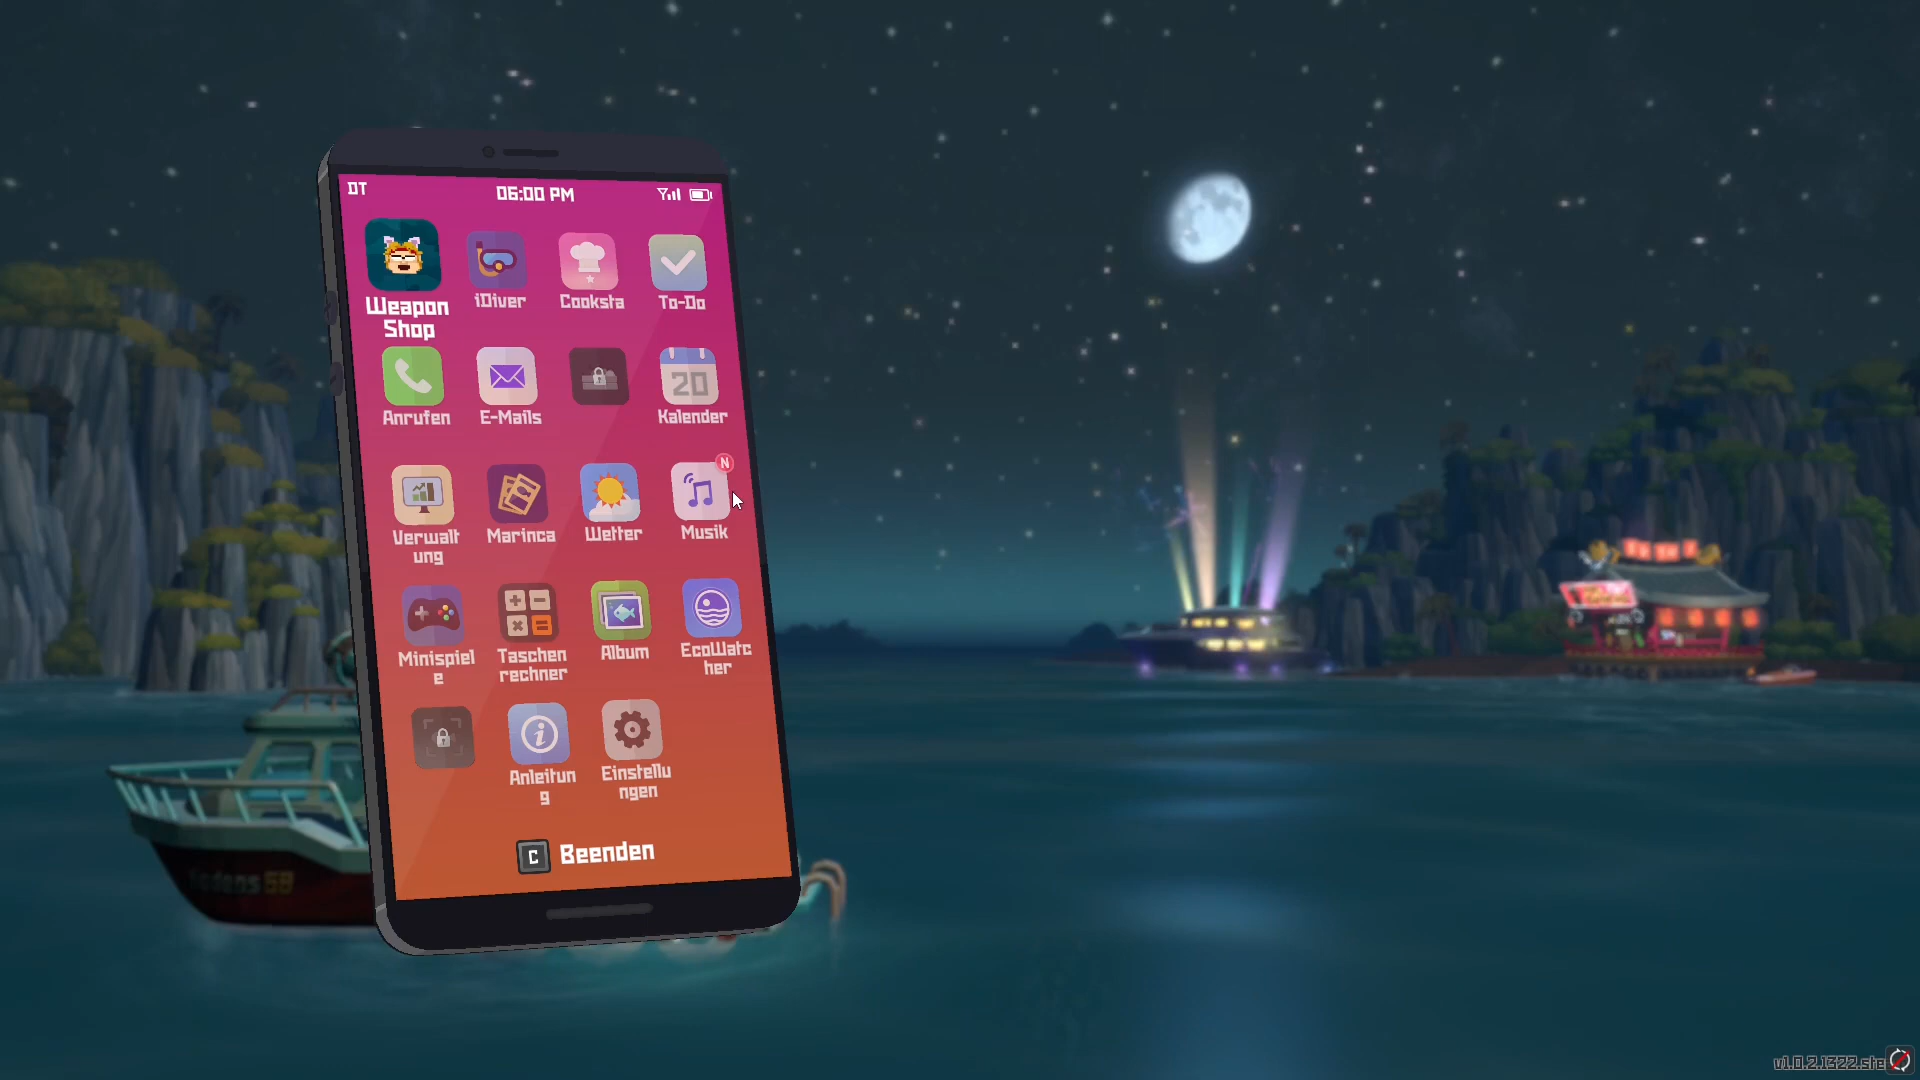 DT
06:00 PM
Weapon
Shop
iDiver
Cooksta
To-Do
Anrufen
E-Mails
20
Kalender
Verwalt
ung
Marinca
Wetter
N
Musik
Minispiel
e
Taschen
rechner
Album
EcoWatc
her
Anleitun
g
Einstellu
ngen
C Beenden